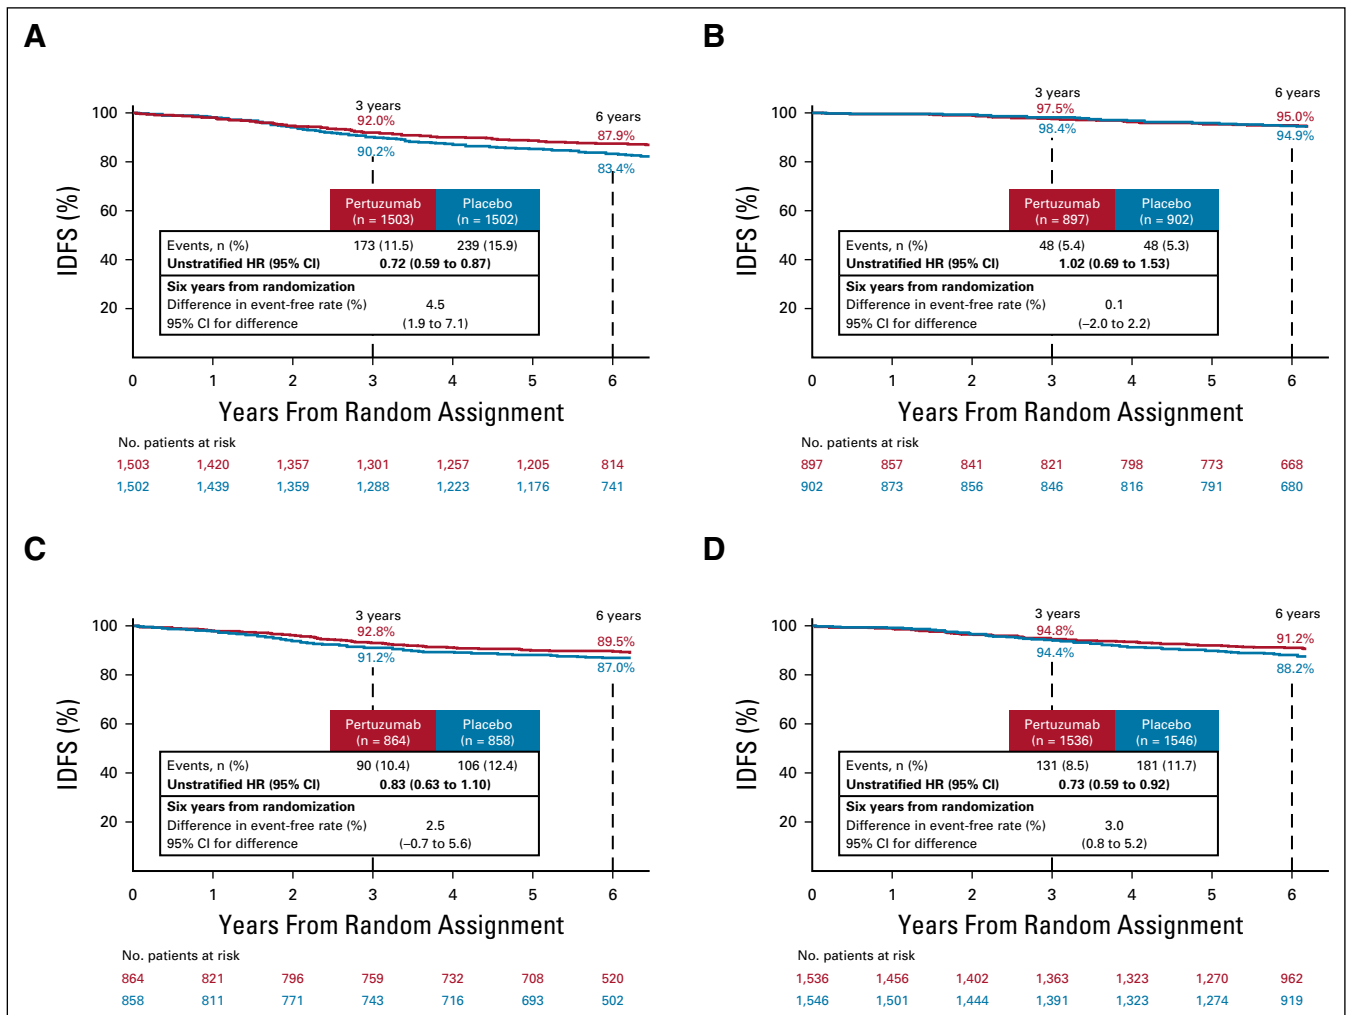 A
3 years
92.0%
90.2%
6 years
87.9%
83.4%
IDFS (%)
100
80
60
40
20
Pertuzumab
(n = 1503)
Placebo
(n = 1502)
Events, n (%) 173 (11.5) 239 (15.9)
Unstratified HR (95% CI) 0.72 (0.59 to 0.87)
Six years from randomization
Difference in event-free rate (%) 4.5
95% CI for difference (1.9 to 7.1)
0 1 2 3 4 5 6
Years From Random Assignment
No. patients at risk
1,503 1,420 1,357 1,301 1,257 1,205 814
1,502 1,439 1,359 1,288 1,223 1,176 741
B
3 years
97.5%
98.4%
6 years
95.0%
94.9%
IDFS (%)
100
80
60
40
20
Pertuzumab
(n = 897)
Placebo
(n = 902)
Events, n (%) 48 (5.4) 48 (5.3)
Unstratified HR (95% CI) 1.02 (0.69 to 1.53)
Six years from randomization
Difference in event-free rate (%) 0.1
95% CI for difference (–2.0 to 2.2)
0 1 2 3 4 5 6
Years From Random Assignment
No. patients at risk
897 857 841 821 798 773 668
902 873 856 846 816 791 680
C
3 years
92.8%
91.2%
6 years
89.5%
87.0%
IDFS (%)
100
80
60
40
20
Pertuzumab
(n = 864)
Placebo
(n = 858)
Events, n (%) 90 (10.4) 106 (12.4)
Unstratified HR (95% CI) 0.83 (0.63 to 1.10)
Six years from randomization
Difference in event-free rate (%) 2.5
95% CI for difference (–0.7 to 5.6)
0 1 2 3 4 5 6
Years From Random Assignment
No. patients at risk
864 821 796 759 732 708 520
858 811 771 743 716 693 502
D
3 years
94.8%
94.4%
6 years
91.2%
88.2%
IDFS (%)
100
80
60
40
20
Pertuzumab
(n = 1536)
Placebo
(n = 1546)
Events, n (%) 131 (8.5) 181 (11.7)
Unstratified HR (95% CI) 0.73 (0.59 to 0.92)
Six years from randomization
Difference in event-free rate (%) 3.0
95% CI for difference (0.8 to 5.2)
0 1 2 3 4 5 6
Years From Random Assignment
No. patients at risk
1,536 1,456 1,402 1,363 1,323 1,270 962
1,546 1,501 1,444 1,391 1,323 1,274 919